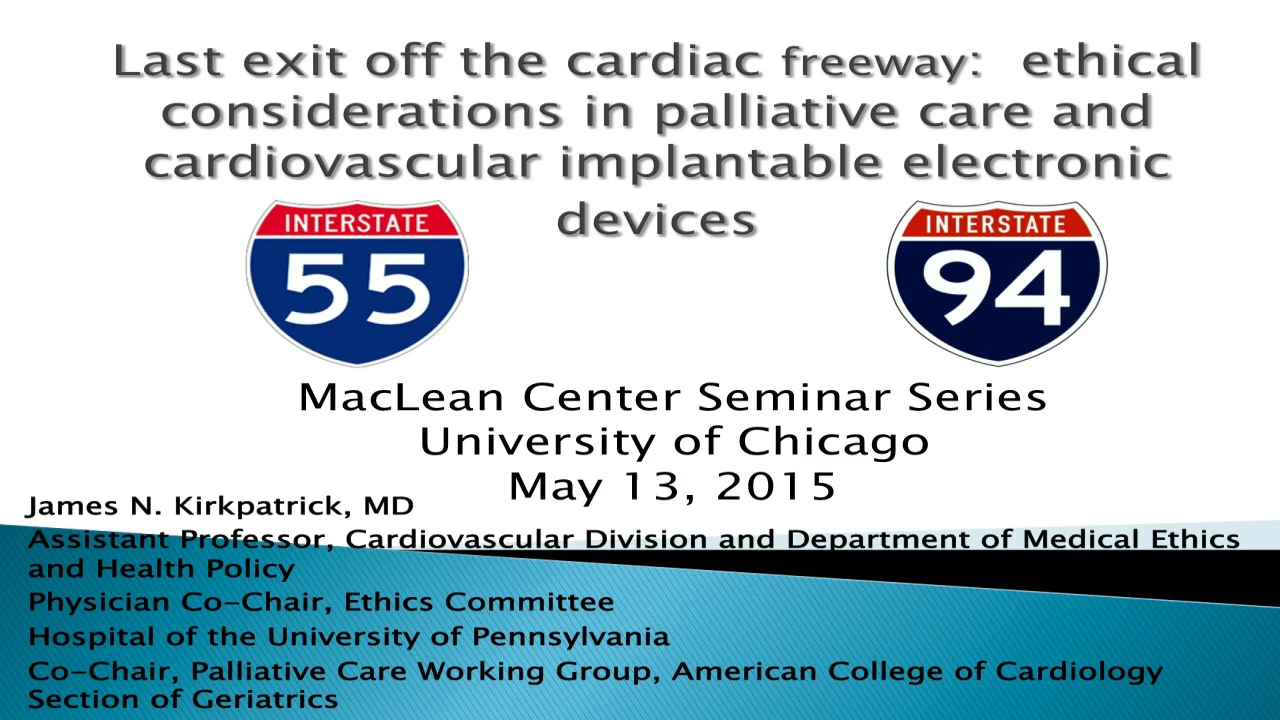 Last exit off the cardiac freeway: ethical
considerations in palliative care and
cardiovascular implantable electronic
devices
INTERSTATE
55
INTERSTATE
94
MacLean Center Seminar Series
University of Chicago
May 13, 2015
James N. Kirkpatrick, MD
Assistant Professor, Cardiovascular Division and Department of Medical Ethics
and Health Policy
Physician Co-Chair, Ethics Committee
Hospital of the University of Pennsylvania
Co-Chair, Palliative Care Working Group, American College of Cardiology
Section of Geriatrics